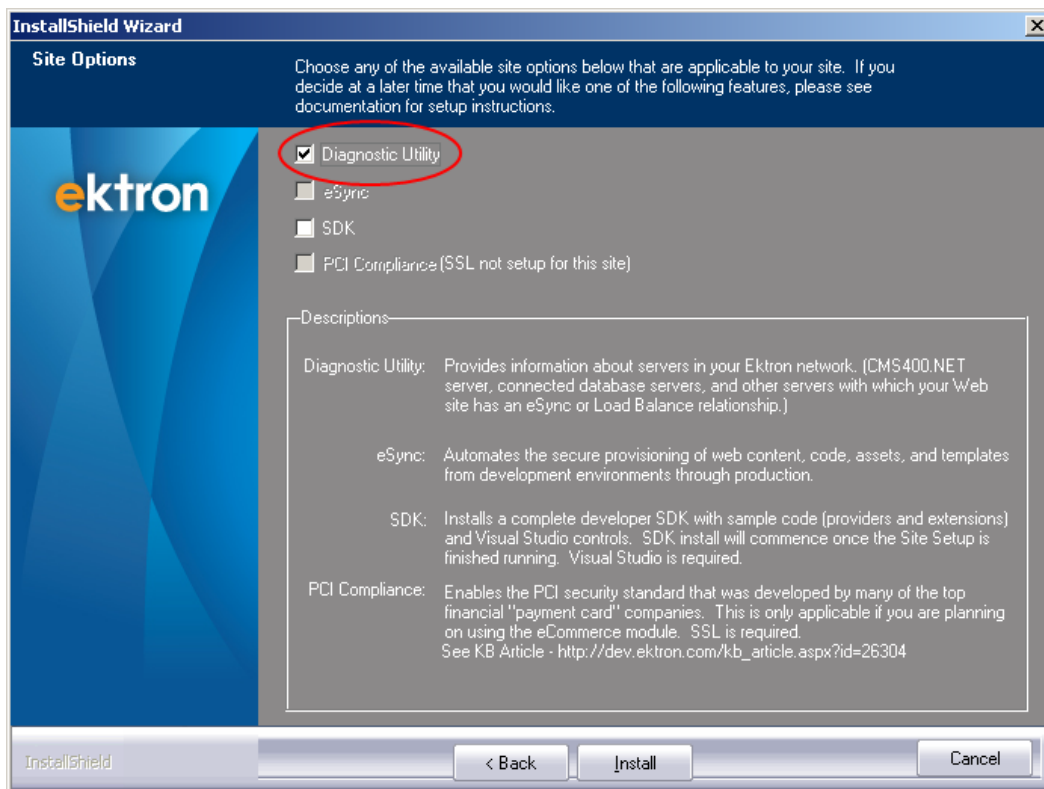 InstallShield Wizard
Site Options
Choose any of the available site options below that are applicable to your site. If you
decide at a later time that you would like one of the following features, please see
documentation for setup instructions.
ektron
Diagnostic Utility
eSync
SDK
PCI Compliance (SSL not setup for this site)
Descriptions
Diagnostic Utility: Provides information about servers in your Ektron network. (CMS400.NET
server, connected database servers, and other servers with which your Web
site has an eSync or Load Balance relationship.)
eSync: Automates the secure provisioning of web content, code, assets, and templates
from development environments through production.
SDK: Installs a complete developer SDK with sample code (providers and extensions)
and Visual Studio controls. SDK install will commence once the Site Setup is
finished running. Visual Studio is required.
PCI Compliance: Enables the PCI security standard that was developed by many of the top
financial "payment card" companies. This is only applicable if you are planning
on using the eCommerce module. SSL is required.
See KB Article - http://dev.ektron.com/kb_article.aspx?id=26304
InstallShield
< Back
Install
Cancel